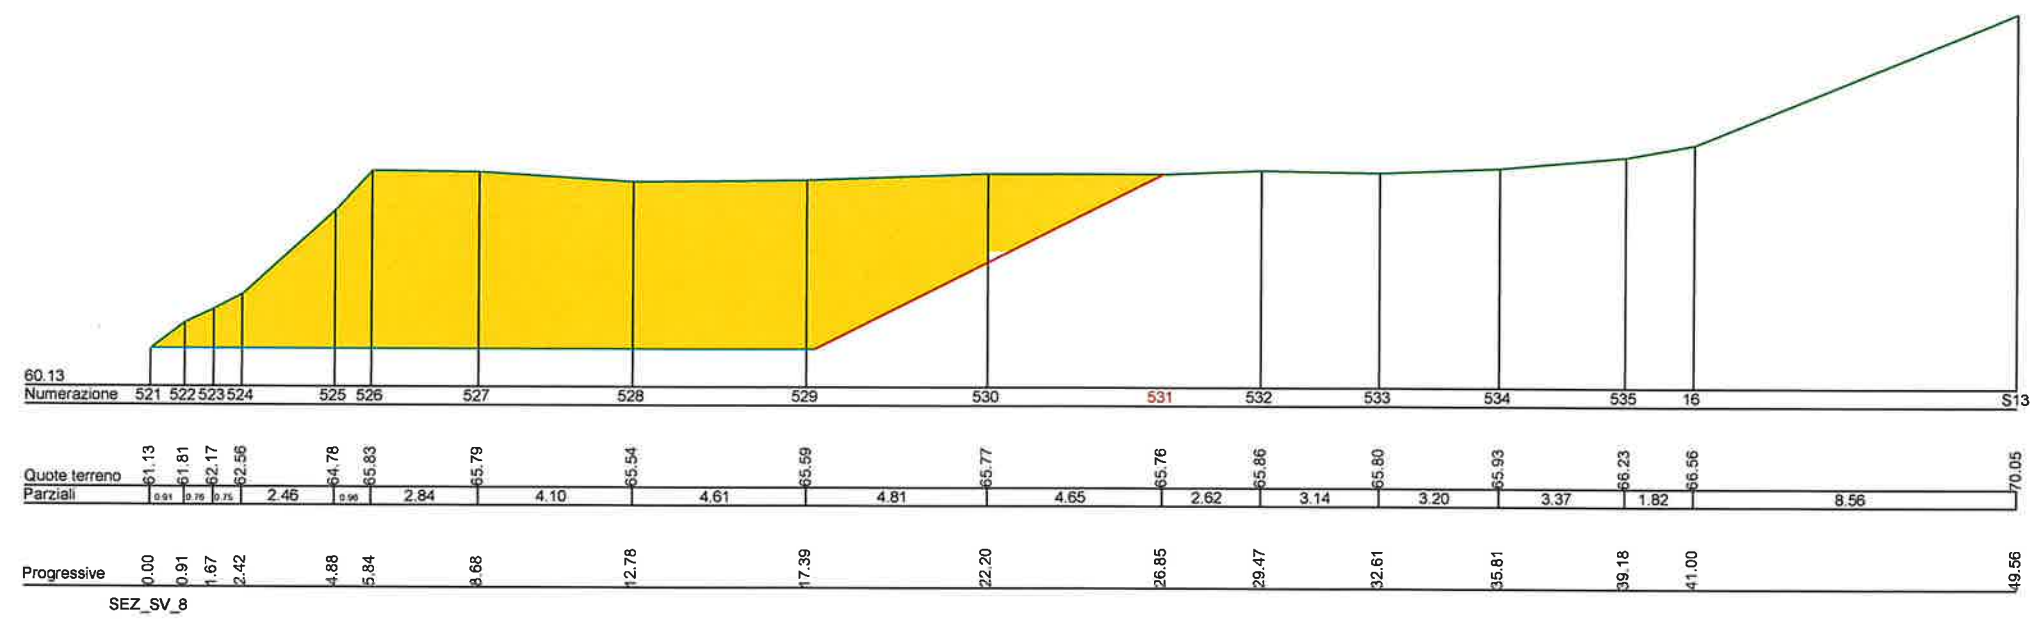 60.13
Numerazione 521 522 523 524 525 526 527 528 529 530 531 532 533 534 535 16 S13
Quote terreno 61.13 61.81 62.17 62.56 64.78 65.83 65.79 65.54 65.59 65.77 65.76 65.86 65.80 65.93 66.23 66.56 70.05
Parziali 0.91 0.76 0.75 2.46 0.96 2.84 4.10 4.61 4.81 4.65 2.62 3.14 3.20 3.37 1.82 8.56
Progressive 0.00 0.91 1.67 2.42 4.88 5.84 8.68 12.78 17.39 22.20 26.85 29.47 32.61 35.81 39.18 41.00 49.56
SEZ_SV_8